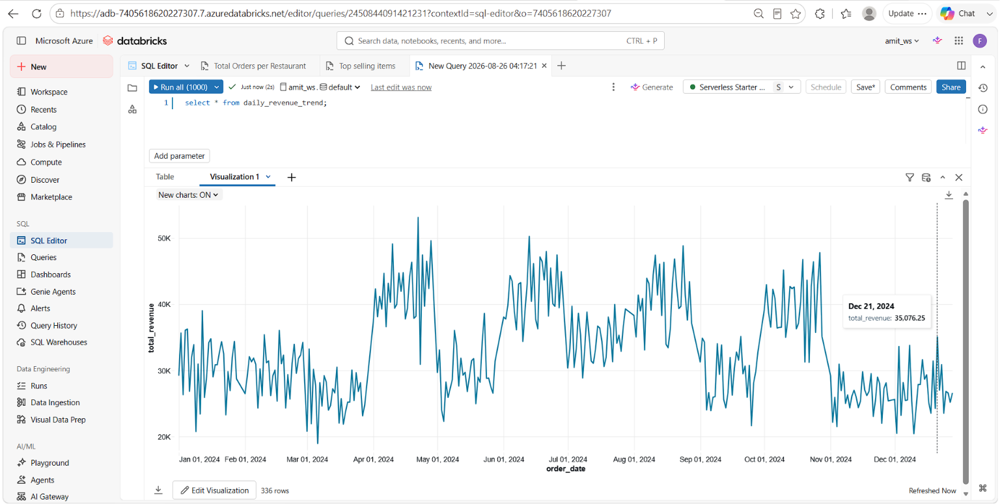 https://adb-7405618620227307.7.azuredatabricks.net/editor/queries/2450844091421231?contextId=sql-editor&o=7405618620227307
Update
Chat
Microsoft Azure
databricks
Search data, notebooks, recents, and more...
CTRL + P
amit_ws
F
New
Workspace
Recents
Catalog
Jobs & Pipelines
Compute
Discover
Marketplace
SQL
SQL Editor
Queries
Dashboards
Genie Agents
Alerts
Query History
SQL Warehouses
Data Engineering
Runs
Data Ingestion
Visual Data Prep
AI/ML
Playground
Agents
AI Gateway
SQL Editor
Total Orders per Restaurant
Top selling items
New Query 2026-08-26 04:17:21
Run all (1000)
Just now (2s)
amit_ws.
default
Last edit was now
Generate
Serverless Starter ...
S
Schedule
Save*
Comments
Share
1 select * from daily_revenue_trend;
Add parameter
Table
Visualization 1
New charts: ON
50K
40K
30K
20K
total_revenue
Dec 21, 2024
total_revenue: 35,076.25
Jan 01, 2024 Feb 01, 2024 Mar 01, 2024 Apr 01, 2024 May 01, 2024 Jun 01, 2024 Jul 01, 2024 Aug 01, 2024 Sep 01, 2024 Oct 01, 2024 Nov 01, 2024 Dec 01, 2024
order_date
Edit Visualization
336 rows
Refreshed Now